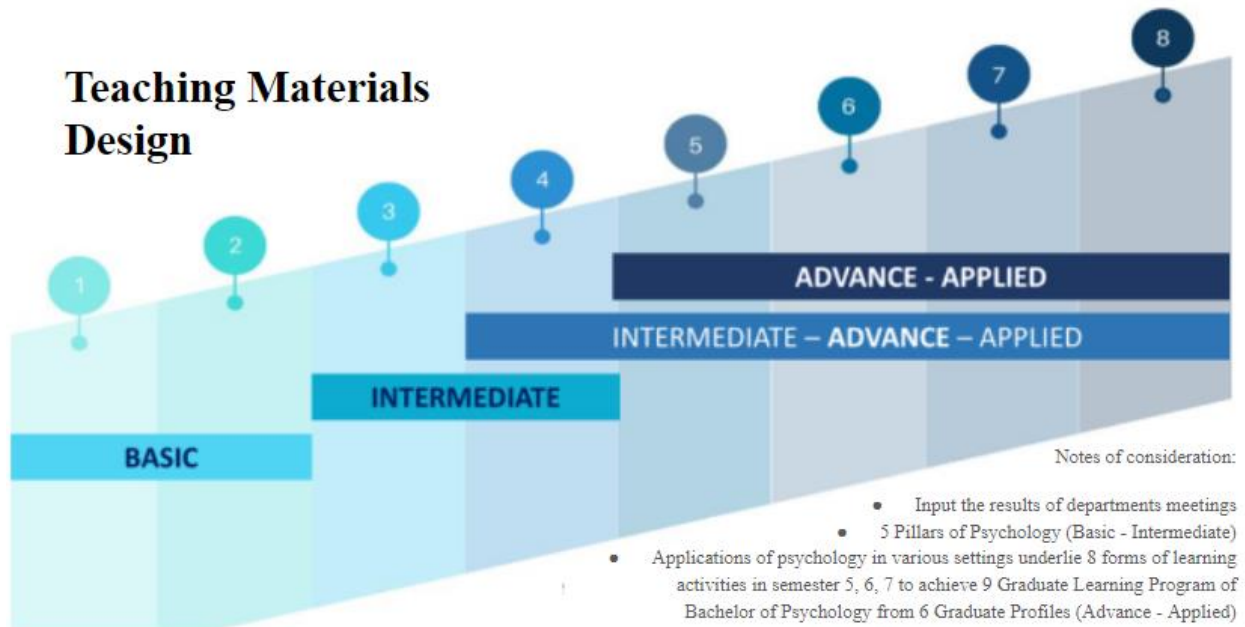 Teaching Materials
Design
1
2
3
4
5
6
7
8
ADVANCE - APPLIED
INTERMEDIATE – ADVANCE – APPLIED
INTERMEDIATE
BASIC
Notes of consideration:
● Input the results of departments meetings
● 5 Pillars of Psychology (Basic - Intermediate)
● Applications of psychology in various settings underlie 8 forms of learning
activities in semester 5, 6, 7 to achieve 9 Graduate Learning Program of
Bachelor of Psychology from 6 Graduate Profiles (Advance - Applied)